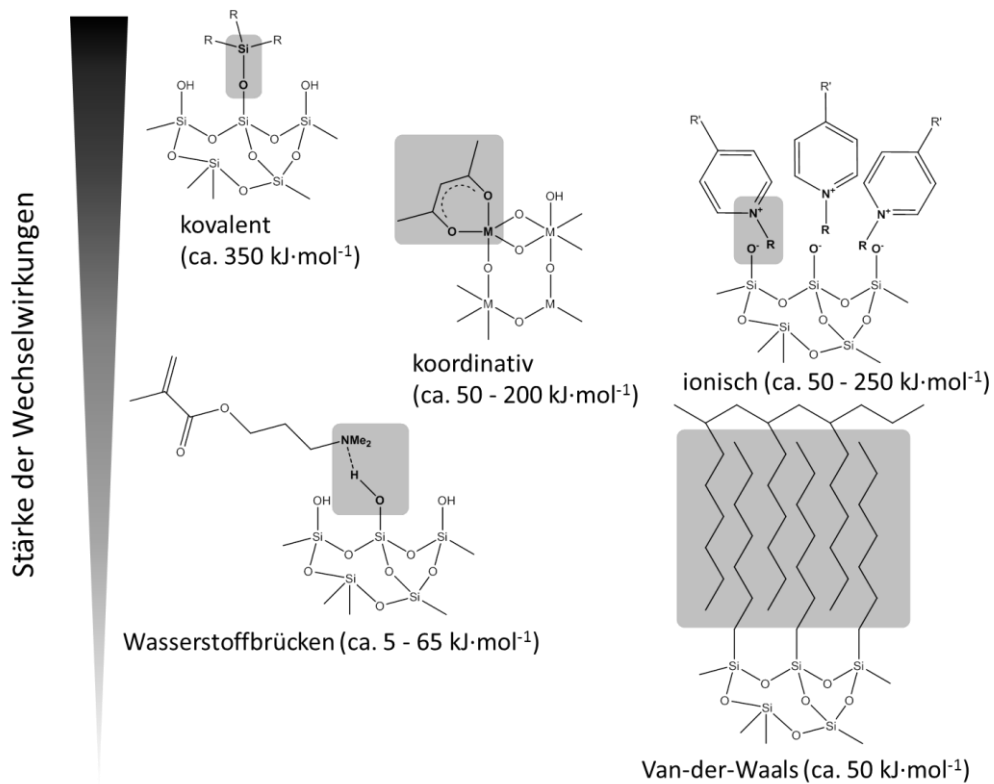 Stärke der Wechselwirkungen
R
R
R
Si
O
OH
OH
Si
Si
Si
O
O
O
O
O
Si
Si
O
kovalent
(ca. 350 kJ·mol⁻¹)
O
O
M
O
O
OH
M
O
O
M
M
O
koordinativ
(ca. 50 - 200 kJ·mol⁻¹)
R'
R'
R'
N⁺
N⁺
N⁺
R
R
R
O⁻
O⁻
O⁻
Si
Si
Si
O
O
O
O
O
Si
O
Si
ionisch (ca. 50 - 250 kJ·mol⁻¹)
O
O
NMe₂
H
O
OH
OH
Si
Si
Si
O
O
O
O
O
Si
O
Si
Wasserstoffbrücken (ca. 5 - 65 kJ·mol⁻¹)
Si
Si
Si
O
O
O
O
O
Si
O
Si
Van-der-Waals (ca. 50 kJ·mol⁻¹)